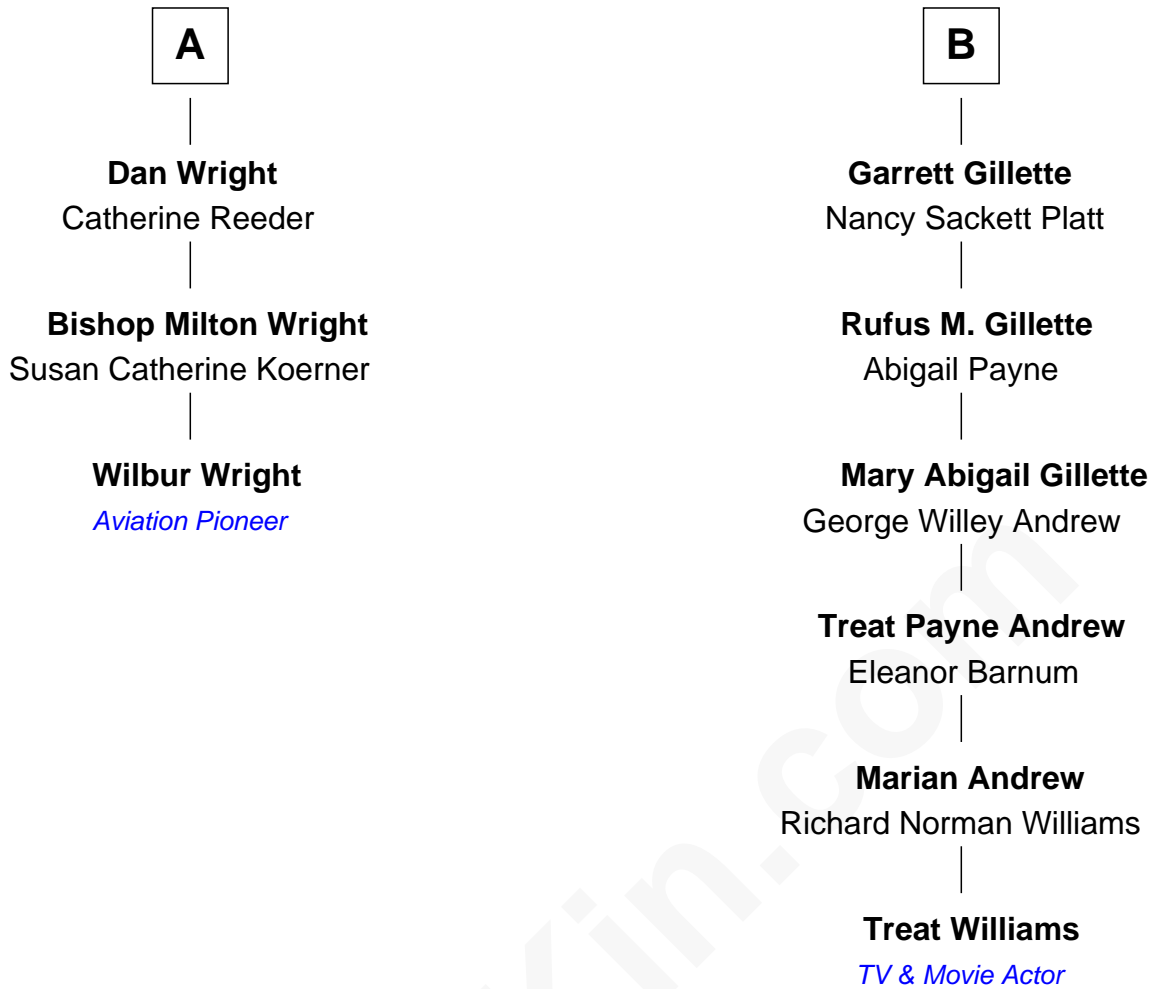 A
Dan Wright
Catherine Reeder
Bishop Milton Wright
Susan Catherine Koerner
Wilbur Wright
Aviation Pioneer
B
Garrett Gillette
Nancy Sackett Platt
Rufus M. Gillette
Abigail Payne
Mary Abigail Gillette
George Willey Andrew
Treat Payne Andrew
Eleanor Barnum
Marian Andrew
Richard Norman Williams
Treat Williams
TV & Movie Actor
Kin.com